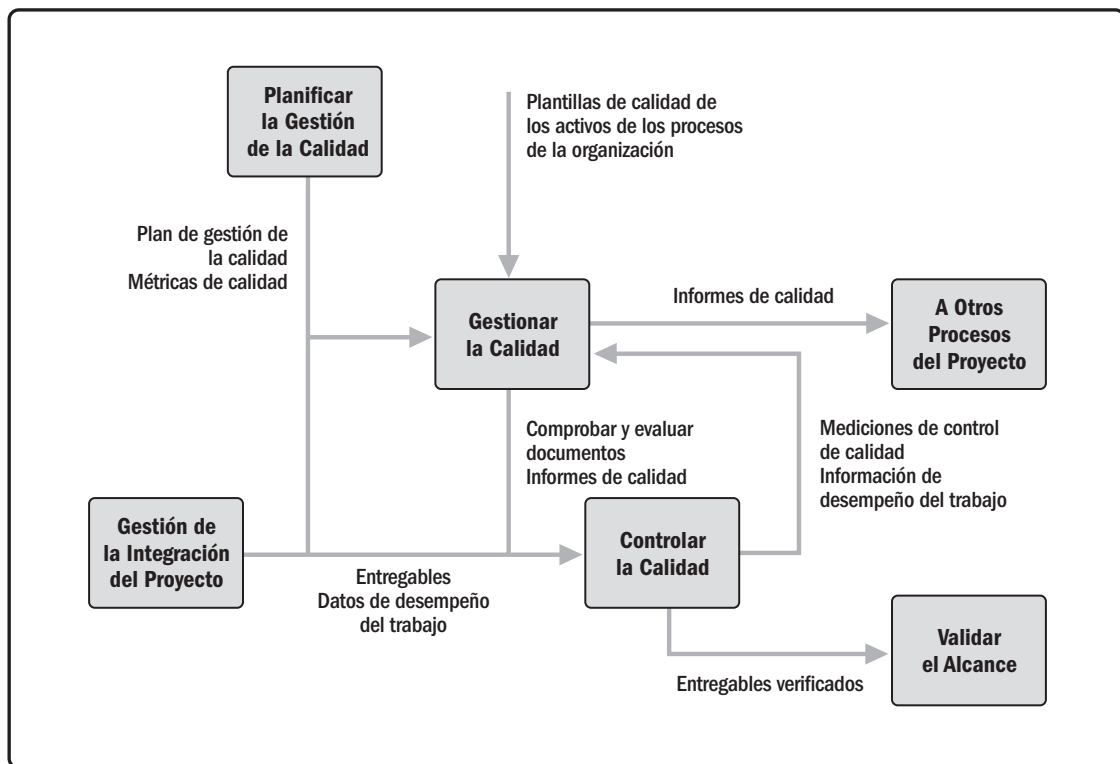 Planificar
la Gestión
de la Calidad
Plantillas de calidad de
los activos de los procesos
de la organización
Plan de gestión de
la calidad
Métricas de calidad
Gestionar
la Calidad
Informes de calidad
A Otros
Procesos
del Proyecto
Comprobar y evaluar
documentos
Informes de calidad
Mediciones de control
de calidad
Información de
desempeño del trabajo
Gestión de
la Integración
del Proyecto
Entregables
Datos de desempeño
del trabajo
Controlar
la Calidad
Entregables verificados
Validar
el Alcance